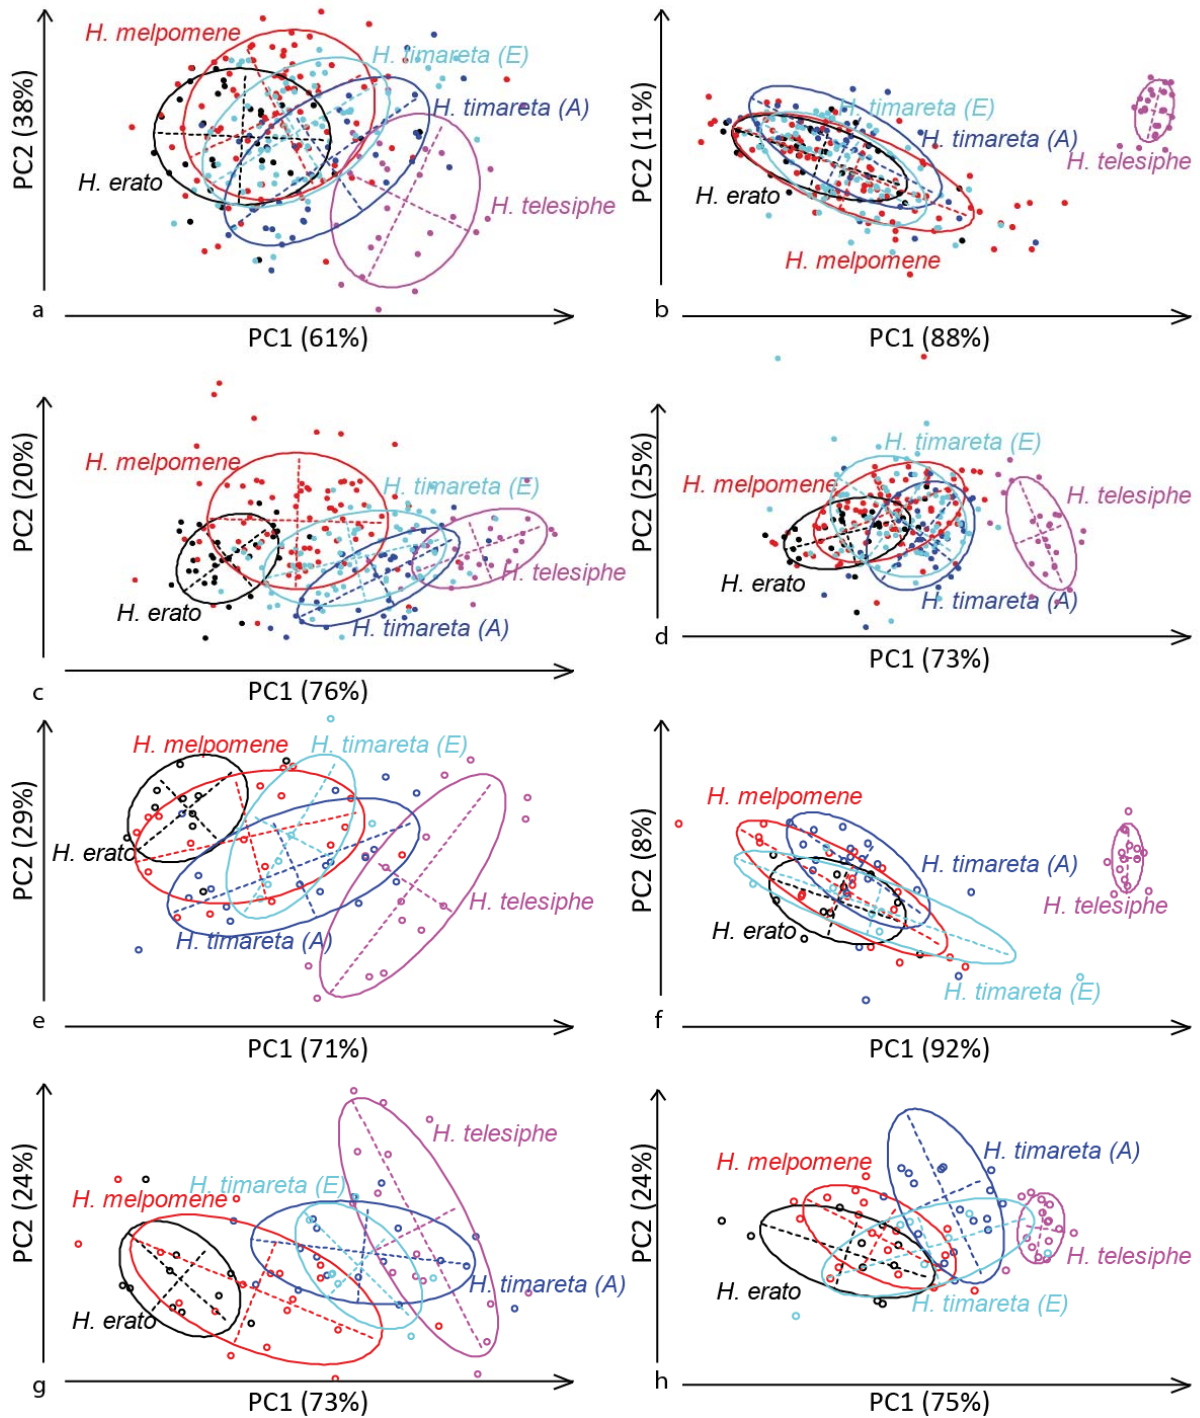 H. melpomene
H. timareta (E)
H. timareta (A)
H. erato
H. telesiphe
PC2 (38%)
a
PC1 (61%)
H. timareta (E)
H. timareta (A)
H. telesiphe
H. erato
H. melpomene
PC2 (11%)
b
PC1 (88%)
H. melpomene
H. timareta (E)
H. telesiphe
H. erato
H. timareta (A)
PC2 (20%)
c
PC1 (76%)
H. timareta (E)
H. melpomene
H. telesiphe
H. erato
H. timareta (A)
PC2 (25%)
d
PC1 (73%)
H. melpomene
H. timareta (E)
H. erato
H. telesiphe
H. timareta (A)
PC2 (29%)
e
PC1 (71%)
H. melpomene
H. timareta (A)
H. telesiphe
H. erato
H. timareta (E)
PC2 (8%)
f
PC1 (92%)
H. telesiphe
H. timareta (E)
H. melpomene
H. timareta (A)
H. erato
PC2 (24%)
g
PC1 (73%)
H. timareta (A)
H. melpomene
H. telesiphe
H. erato
H. timareta (E)
PC2 (24%)
h
PC1 (75%)